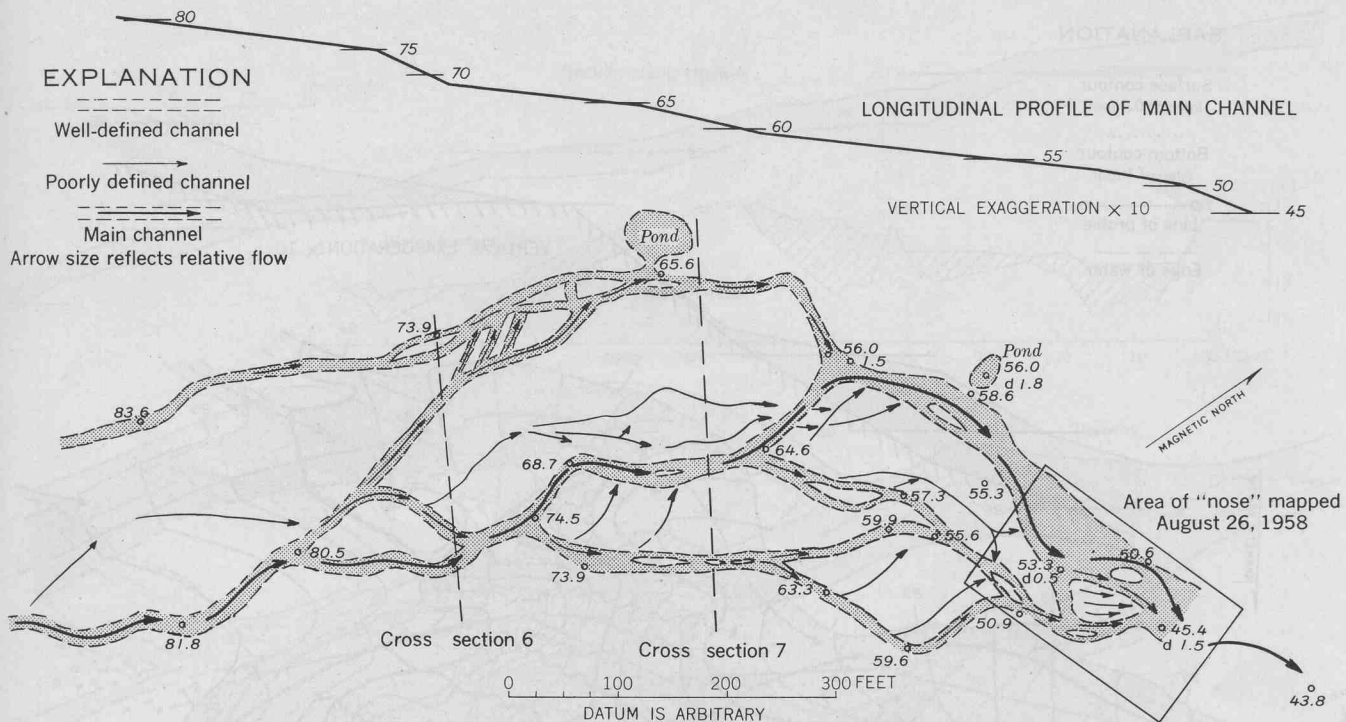 80
75
70
65
60
55
50
45
LONGITUDINAL PROFILE OF MAIN CHANNEL
VERTICAL EXAGGERATION × 10
EXPLANATION
Well-defined channel
Poorly defined channel
Main channel
Arrow size reflects relative flow
Pond
65.6
73.9
83.6
56.0
1.5
Pond
56.0
d 1.8
58.6
MAGNETIC NORTH
68.7
64.6
57.3
55.3
Area of "nose" mapped
August 26, 1958
74.5
59.9
55.6
80.5
73.9
63.3
53.3
d 0.5
50.6
81.8
50.9
45.4
d 1.5
59.6
43.8
Cross section 6
Cross section 7
0 100 200 300 FEET
DATUM IS ARBITRARY